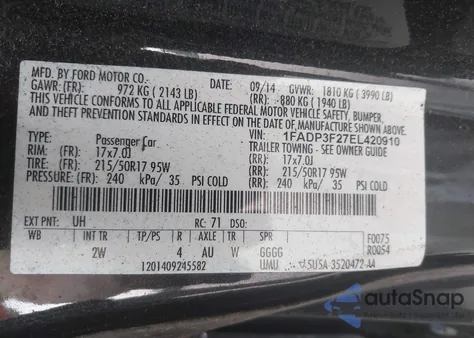 MFD. BY FORD MOTOR CO. 09/14 GVWR: 1810 KG ( 3990 LB)
GAWR: (FR): 972 KG ( 2143 LB) (RR): 880 KG ( 1940 LB)
THIS VEHICLE CONFORMS TO ALL APPLICABLE FEDERAL MOTOR VEHICLE SAFETY, BUMPER,
AND THEFT PREVENTION STANDARDS IN EFFECT ON THE DATE OF MANUFACTURE SHOWN ABOVE.
VIN: 1FADP3F27EL420910
TYPE: Passenger Car TRAILER TOWING - SEE OWNER GUIDE
RIM: 17x7.0J (RR): 17x7.0J
TIRE: 215/50R17 95W 215/50R17 95W
PRESSURE: (FR): 240 kPa/ 35 PSI COLD (RR): 240 kPa/ 35 PSI COLD
EXT PNT: UH RC: 71 DSO: F0075
WB INT TR TP/PS R AXLE TR SPR R0054
2W 4 AU W GGGG
1201409245582 UMU 5U5A 3520472 AA
autoSnap